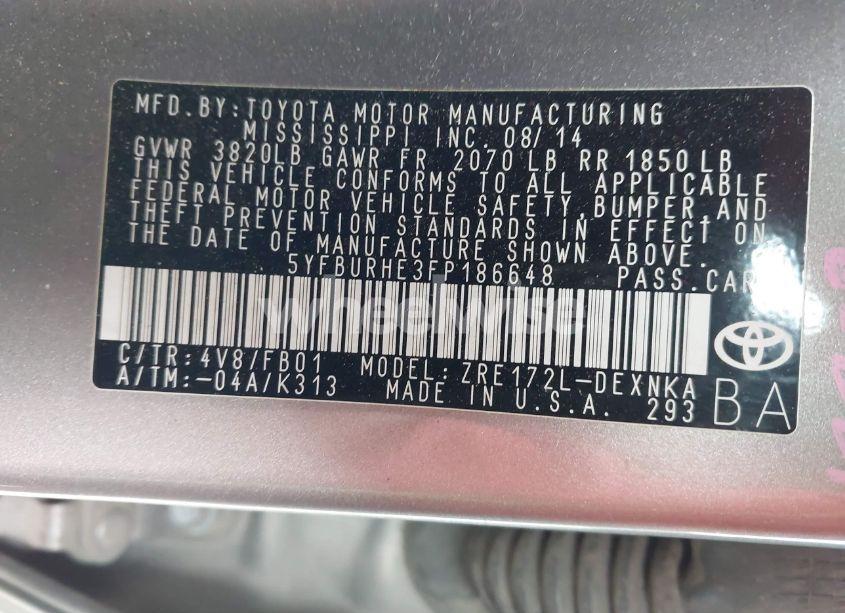 MFD.BY:TOYOTA MOTOR MANUFACTURING
MISSISSIPPI INC. 08/14
GVWR 3820LB GAWR FR 2070 LB RR 1850 LB
THIS VEHICLE CONFORMS TO ALL APPLICABLE
FEDERAL MOTOR VEHICLE SAFETY,BUMPER,AND
THEFT PREVENTION STANDARDS IN EFFECT ON
THE DATE OF MANUFACTURE SHOWN ABOVE.
5YFBURHE3FP186648 PASS.CAR
wheelwise
C/TR:4V8/FB01 MODEL:ZRE172L-DEXNKA
A/TM:-04A/K313 MADE IN U.S.A. 293
BA